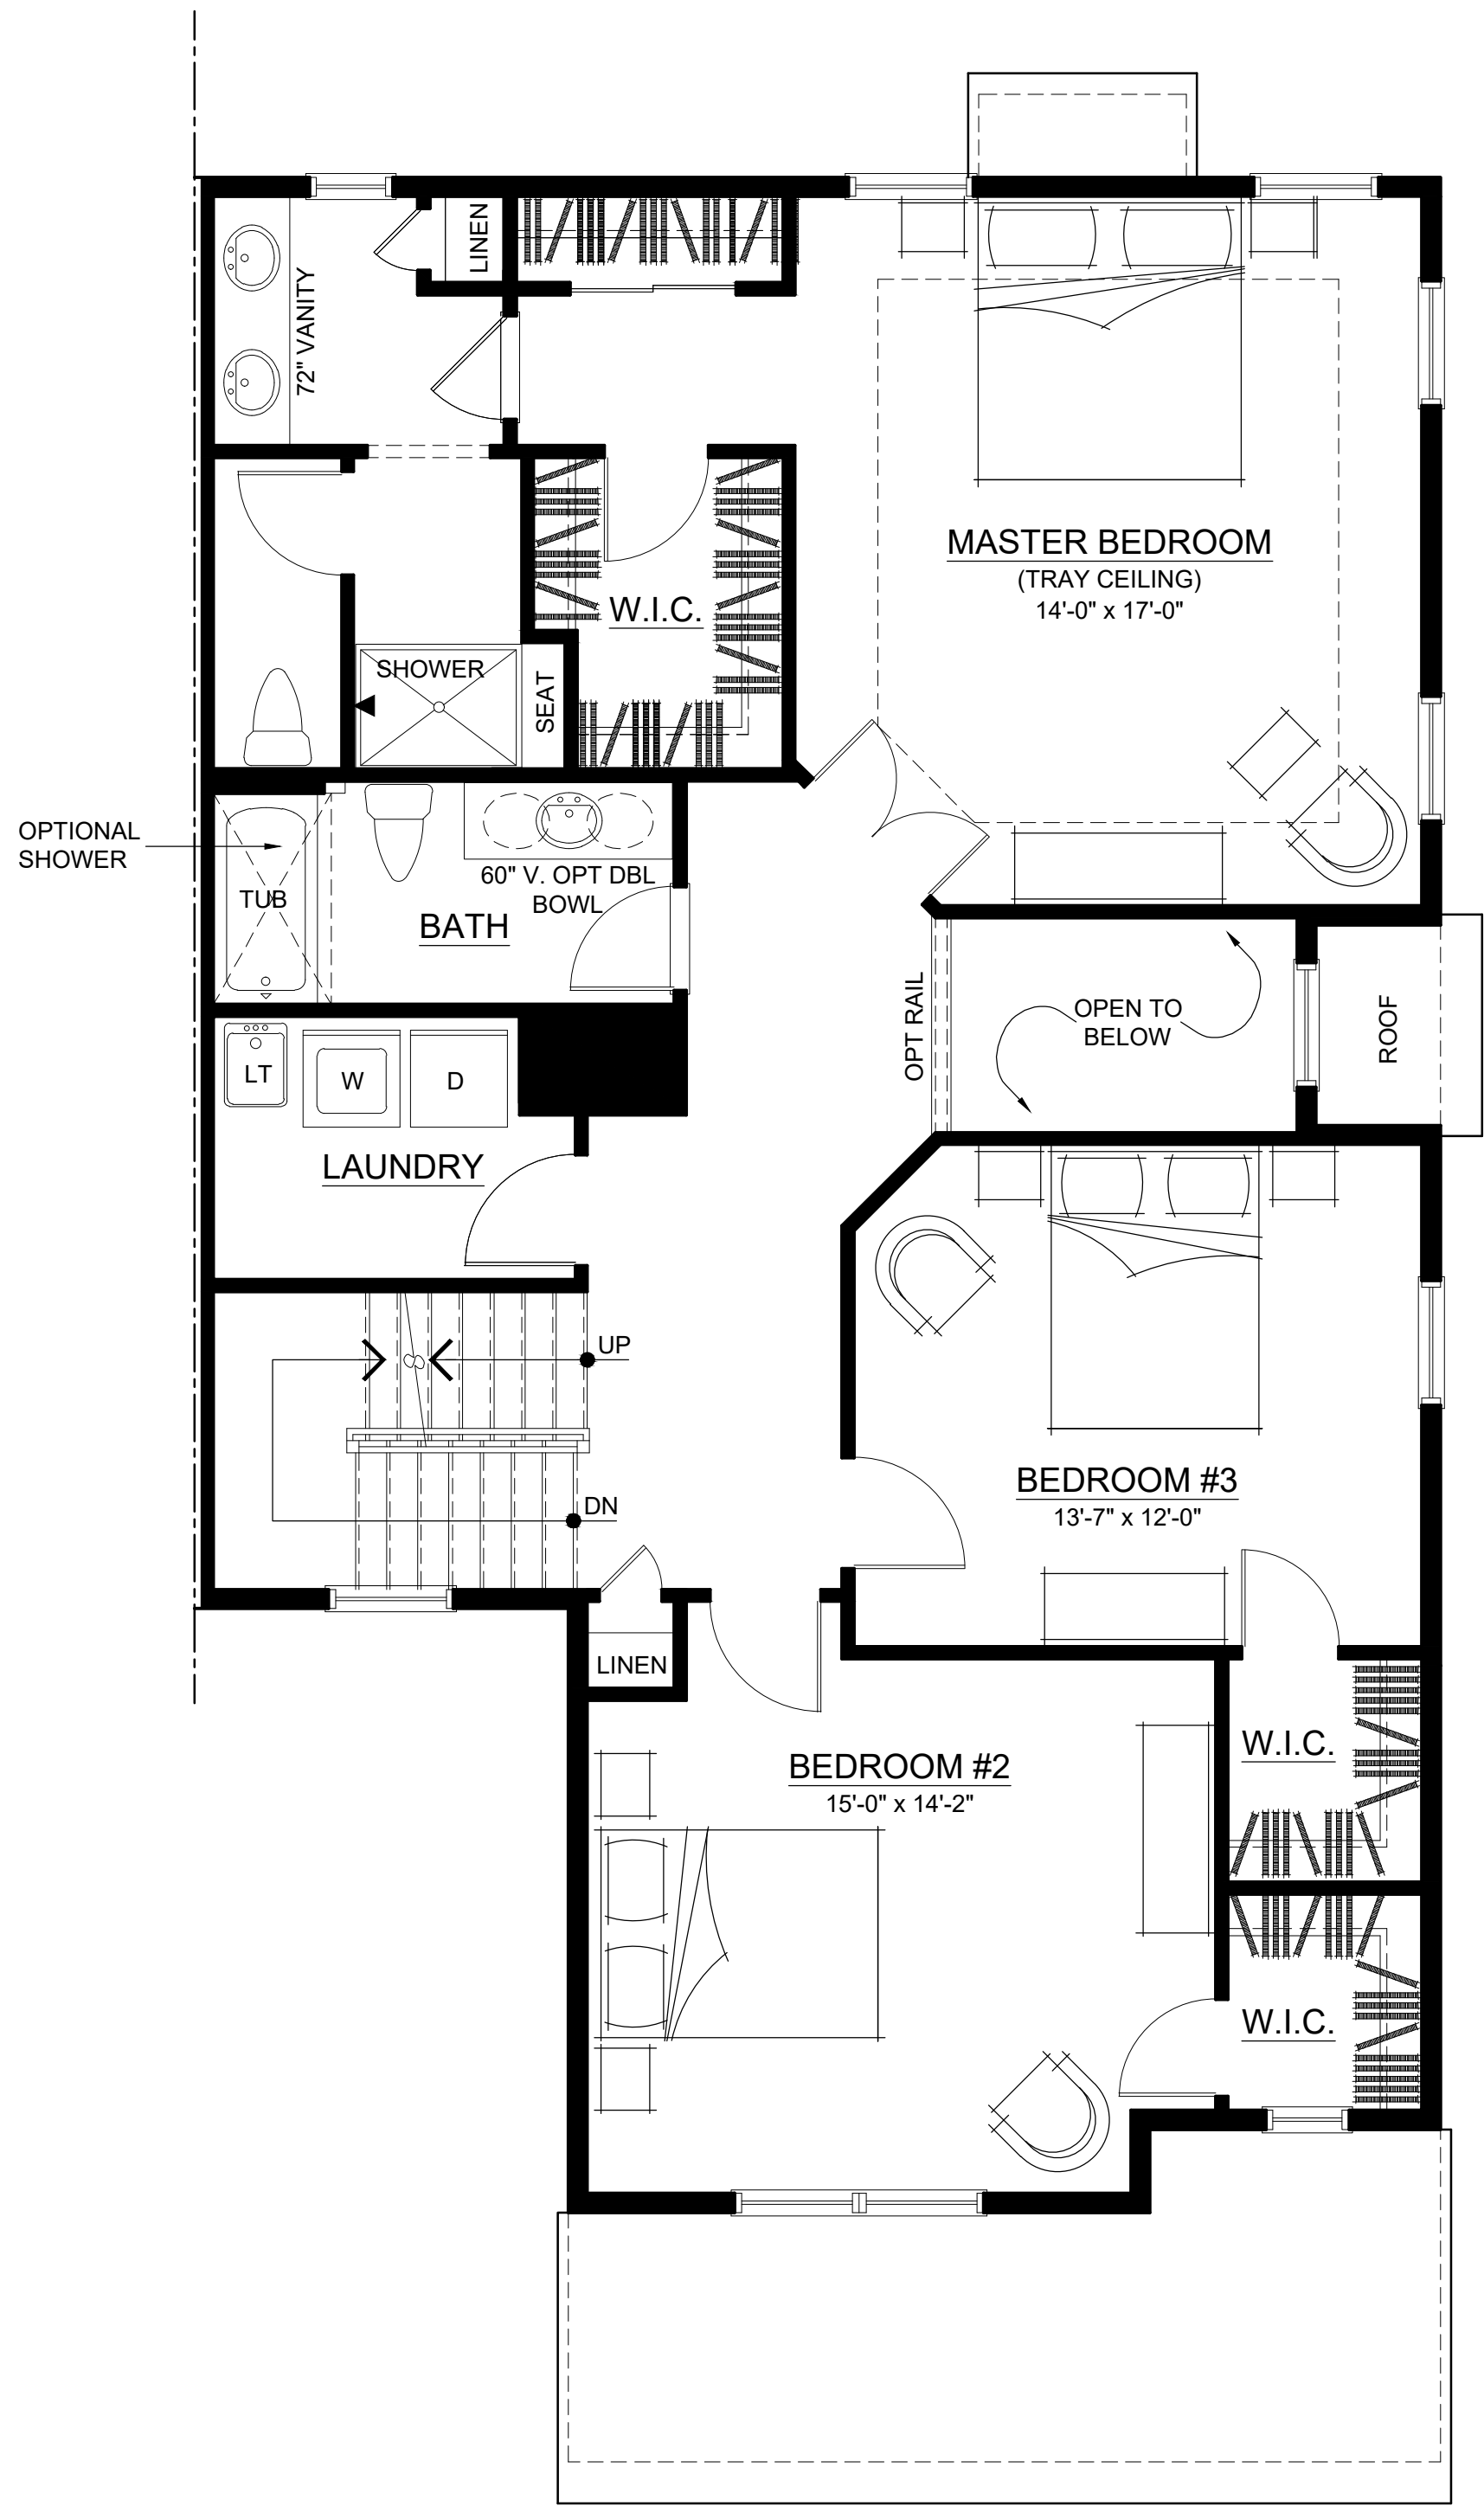 LINEN
72" VANITY
MASTER BEDROOM
(TRAY CEILING)
14'-0" x 17'-0"
W.I.C.
SHOWER
SEAT
OPTIONAL
SHOWER
TUB
60" V. OPT DBL
BOWL
BATH
OPT RAIL
OPEN TO
BELOW
ROOF
LT
W
D
LAUNDRY
UP
DN
BEDROOM #3
13'-7" x 12'-0"
LINEN
W.I.C.
BEDROOM #2
15'-0" x 14'-2"
W.I.C.